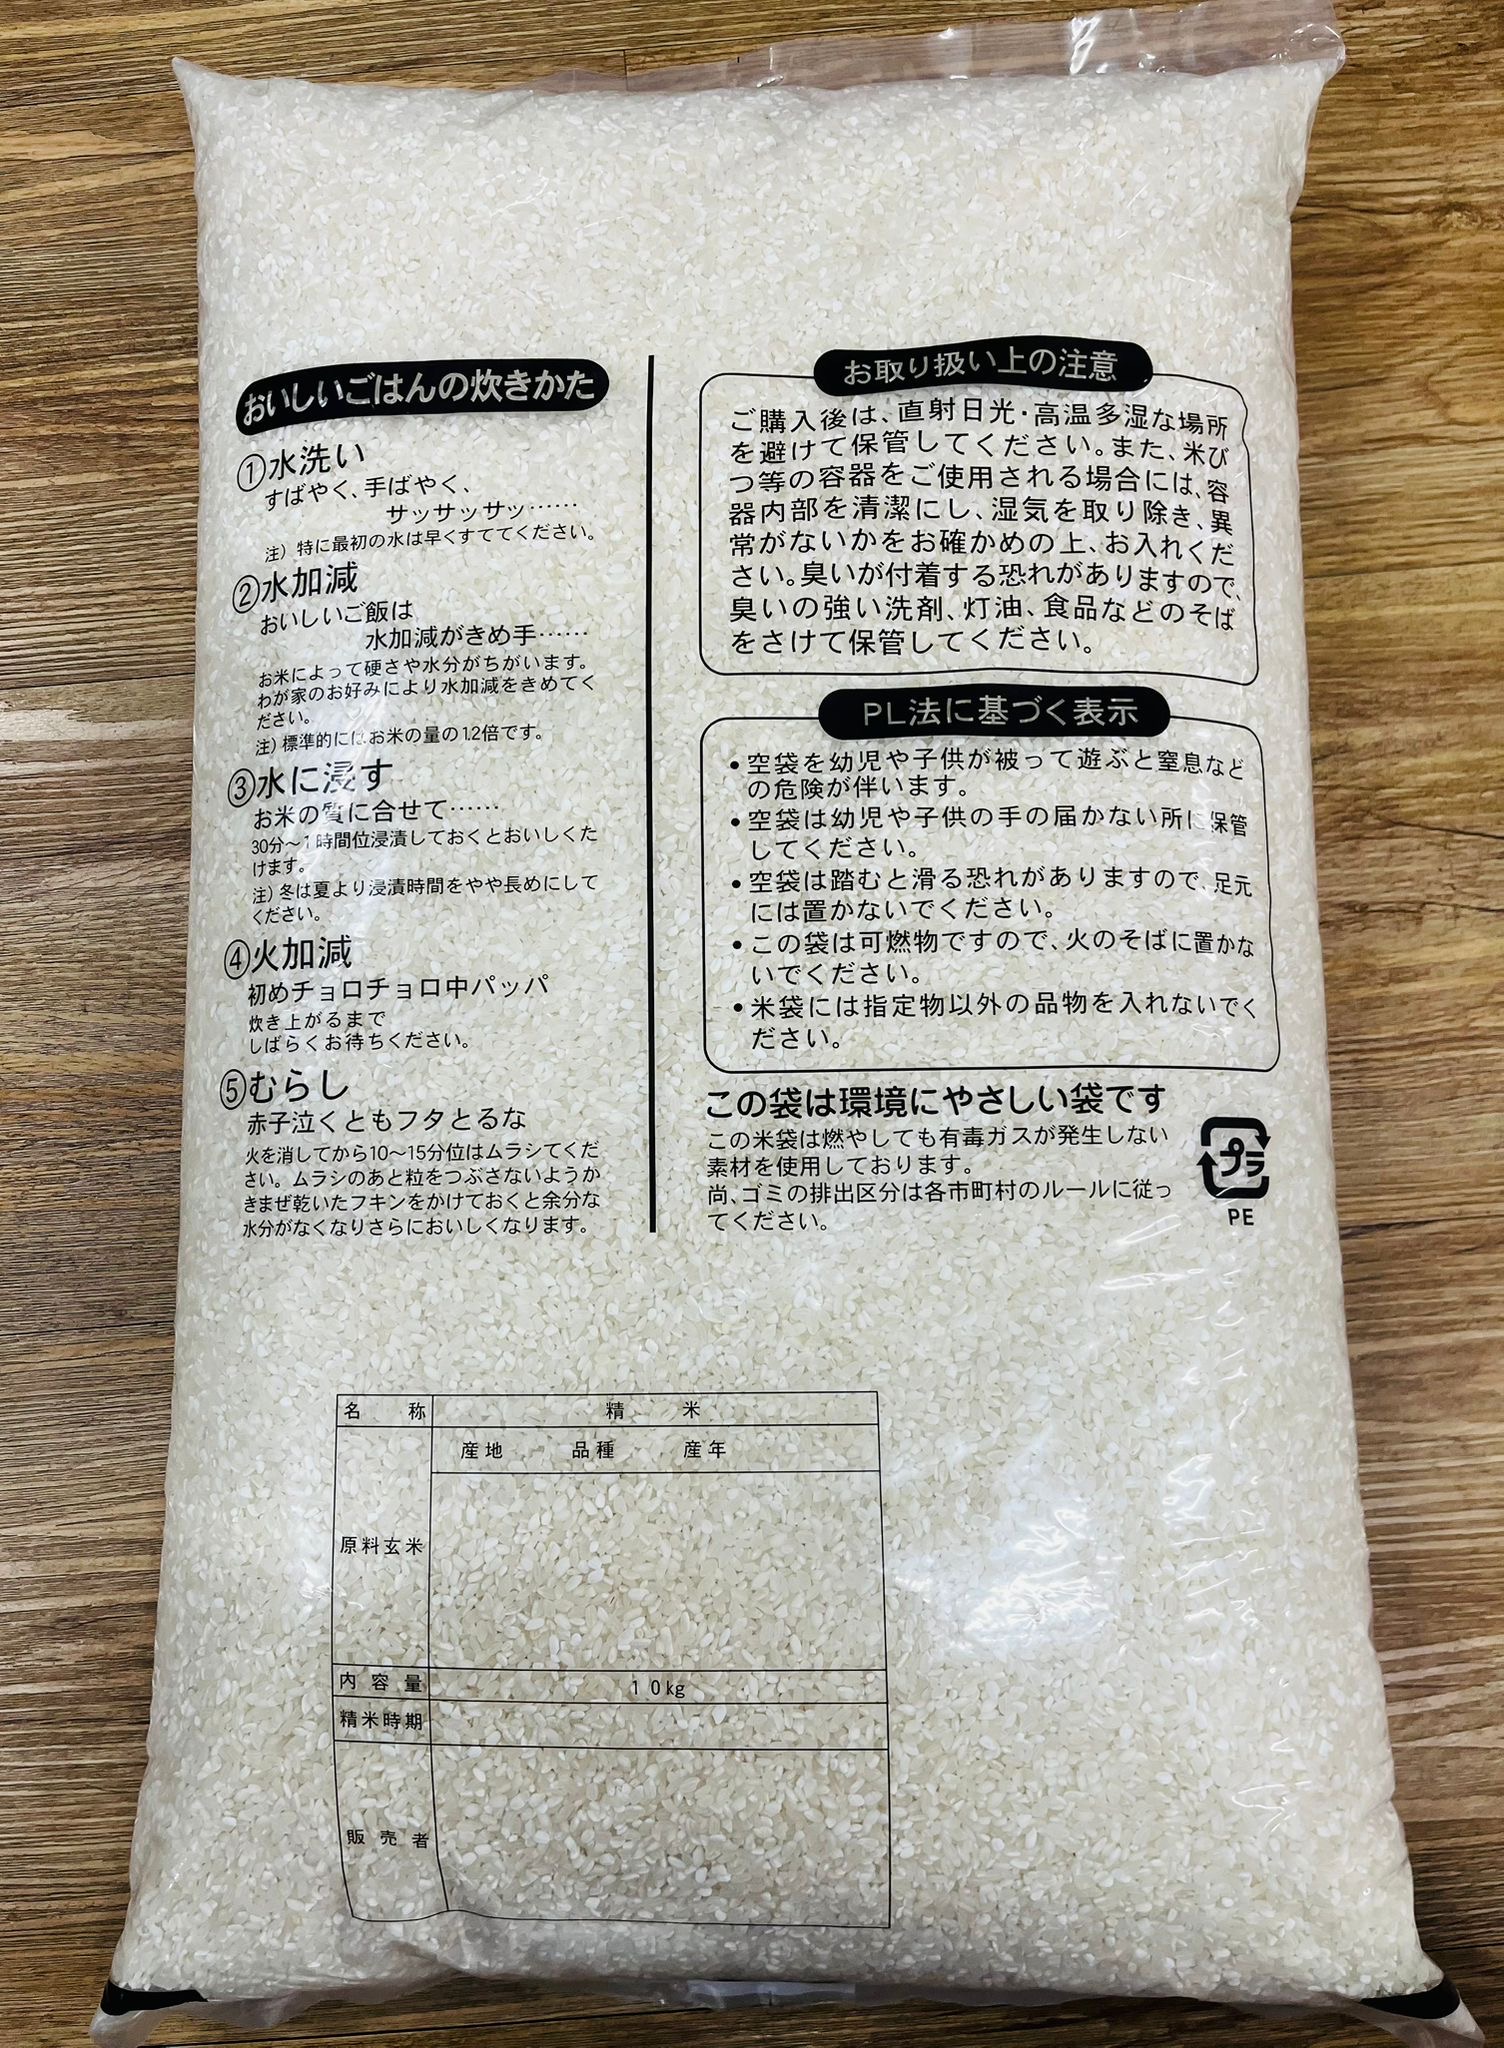 おいしいごはんの炊きかた
①水洗い
すばやく、手ばやく、
サッサッサッ……
注）特に最初の水は早くすててください。
②水加減
おいしいご飯は
水加減がきめ手……
お米によって硬さや水分がちがいます。
わが家のお好みにより水加減をきめてく
ださい。
注）標準的にはお米の量の1.2倍です。
③水に浸す
お米の質に合せて……
30分〜1時間位浸漬しておくとおいしくた
けます。
注）冬は夏より浸漬時間をやや長めにして
ください。
④火加減
初めチョロチョロ中パッパ
炊き上がるまで
しばらくお待ちください。
⑤むらし
赤子泣くともフタとるな
火を消してから10〜15分位はムラシてくだ
さい。ムラシのあと粒をつぶさないようか
きまぜ乾いたフキンをかけておくと余分な
水分がなくなりさらにおいしくなります。
お取り扱い上の注意
ご購入後は、直射日光・高温多湿な場所
を避けて保管してください。また、米び
つ等の容器をご使用される場合には、容
器内部を清潔にし、湿気を取り除き、異
常がないかをお確かめの上、お入れくだ
さい。臭いが付着する恐れがありますので、
臭いの強い洗剤、灯油、食品などのそば
をさけて保管してください。
PL法に基づく表示
・空袋を幼児や子供が被って遊ぶと窒息など
の危険が伴います。
・空袋は幼児や子供の手の届かない所に保管
してください。
・空袋は踏むと滑る恐れがありますので、足元
には置かないでください。
・この袋は可燃物ですので、火のそばに置かな
いでください。
・米袋には指定物以外の品物を入れないでく
ださい。
この袋は環境にやさしい袋です
この米袋は燃やしても有毒ガスが発生しない
素材を使用しております。
尚、ゴミの排出区分は各市町村のルールに従っ
てください。
プラ
PE
名称 精米
産地 品種 産年
原料玄米
内容量 10kg
精米時期
販売者